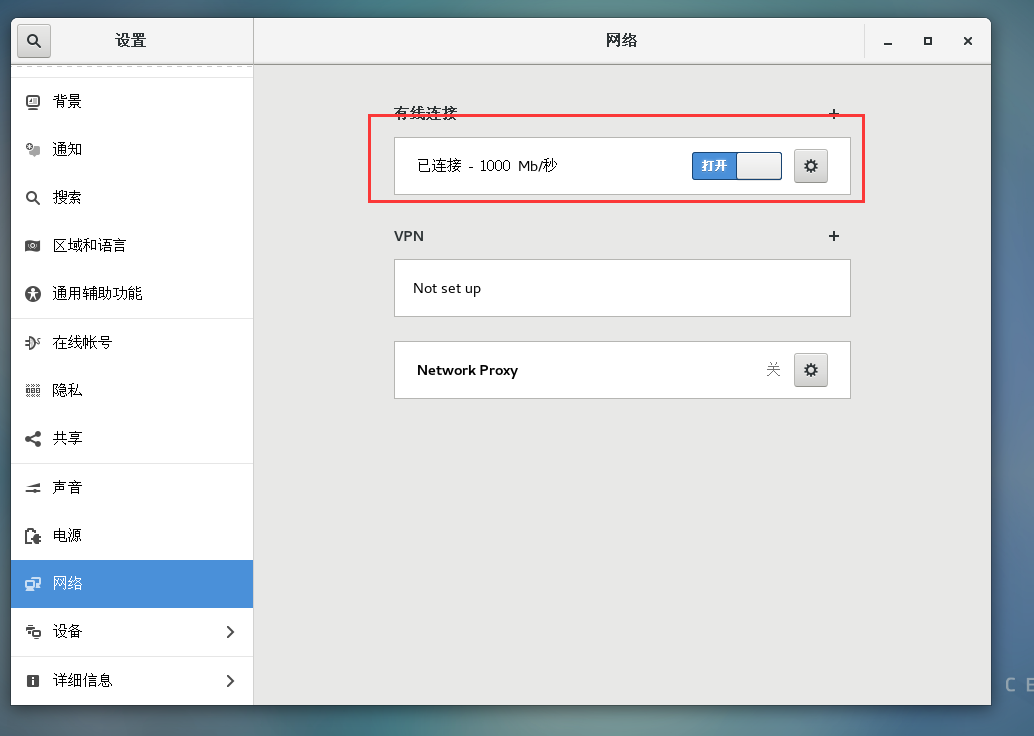 设置
网络
背景
通知
搜索
区域和语言
通用辅助功能
在线帐号
隐私
共享
声音
电源
网络
设备
详细信息
有线连接
已连接 - 1000 Mb/秒
打开
VPN
Not set up
Network Proxy
关
C E